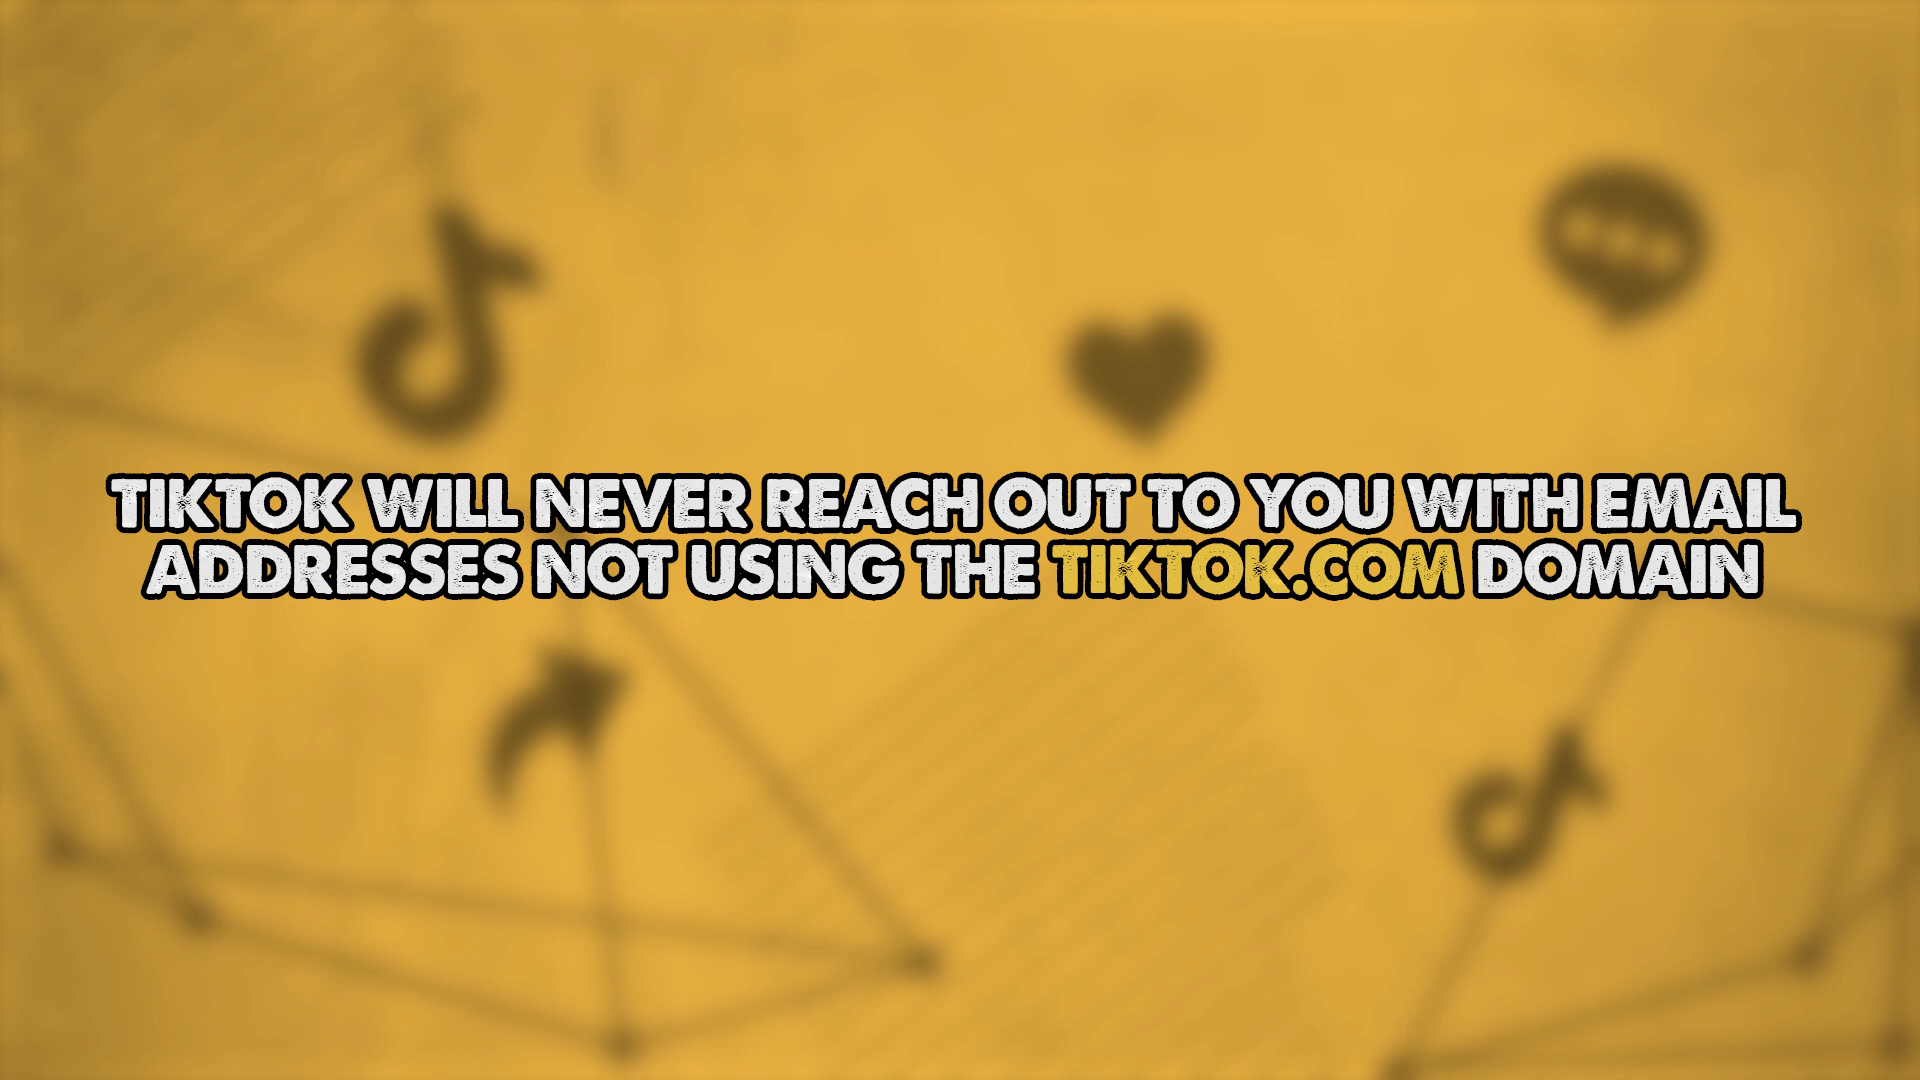 TIKTOK WILL NEVER REACH OUT TO YOU WITH EMAIL
ADDRESSES NOT USING THE TIKTOK.COM DOMAIN